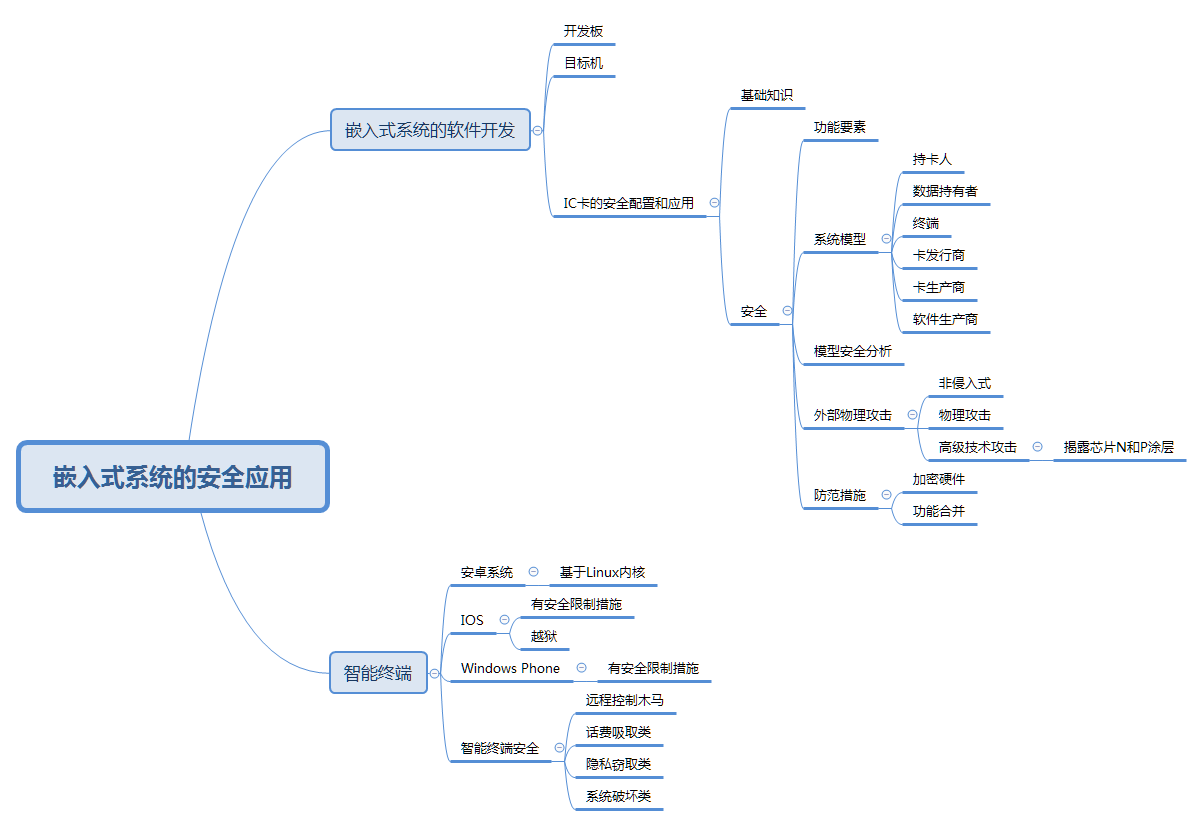 嵌入式系统的安全应用
嵌入式系统的软件开发
开发板
目标机
IC卡的安全配置和应用
基础知识
安全
功能要素
系统模型
持卡人
数据持有者
终端
卡发行商
卡生产商
软件生产商
模型安全分析
外部物理攻击
非侵入式
物理攻击
高级技术攻击
揭露芯片N和P涂层
防范措施
加密硬件
功能合并
智能终端
安卓系统
基于Linux内核
IOS
有安全限制措施
越狱
Windows Phone
有安全限制措施
智能终端安全
远程控制木马
话费吸取类
隐私窃取类
系统破坏类